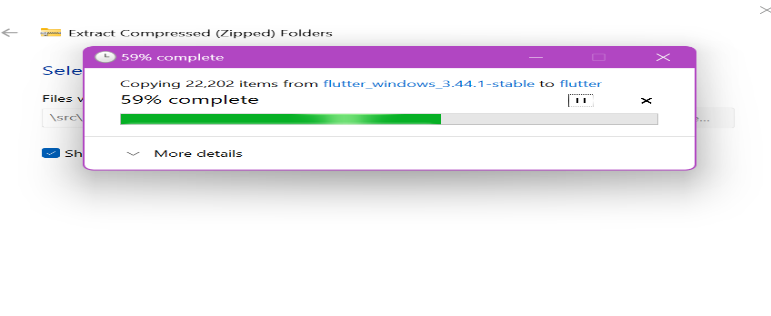 Extract Compressed (Zipped) Folders
59% complete
Sele
Copying 22,202 items from flutter_windows_3.44.1-stable to flutter
Files
59% complete
\src\
...
Sh
More details